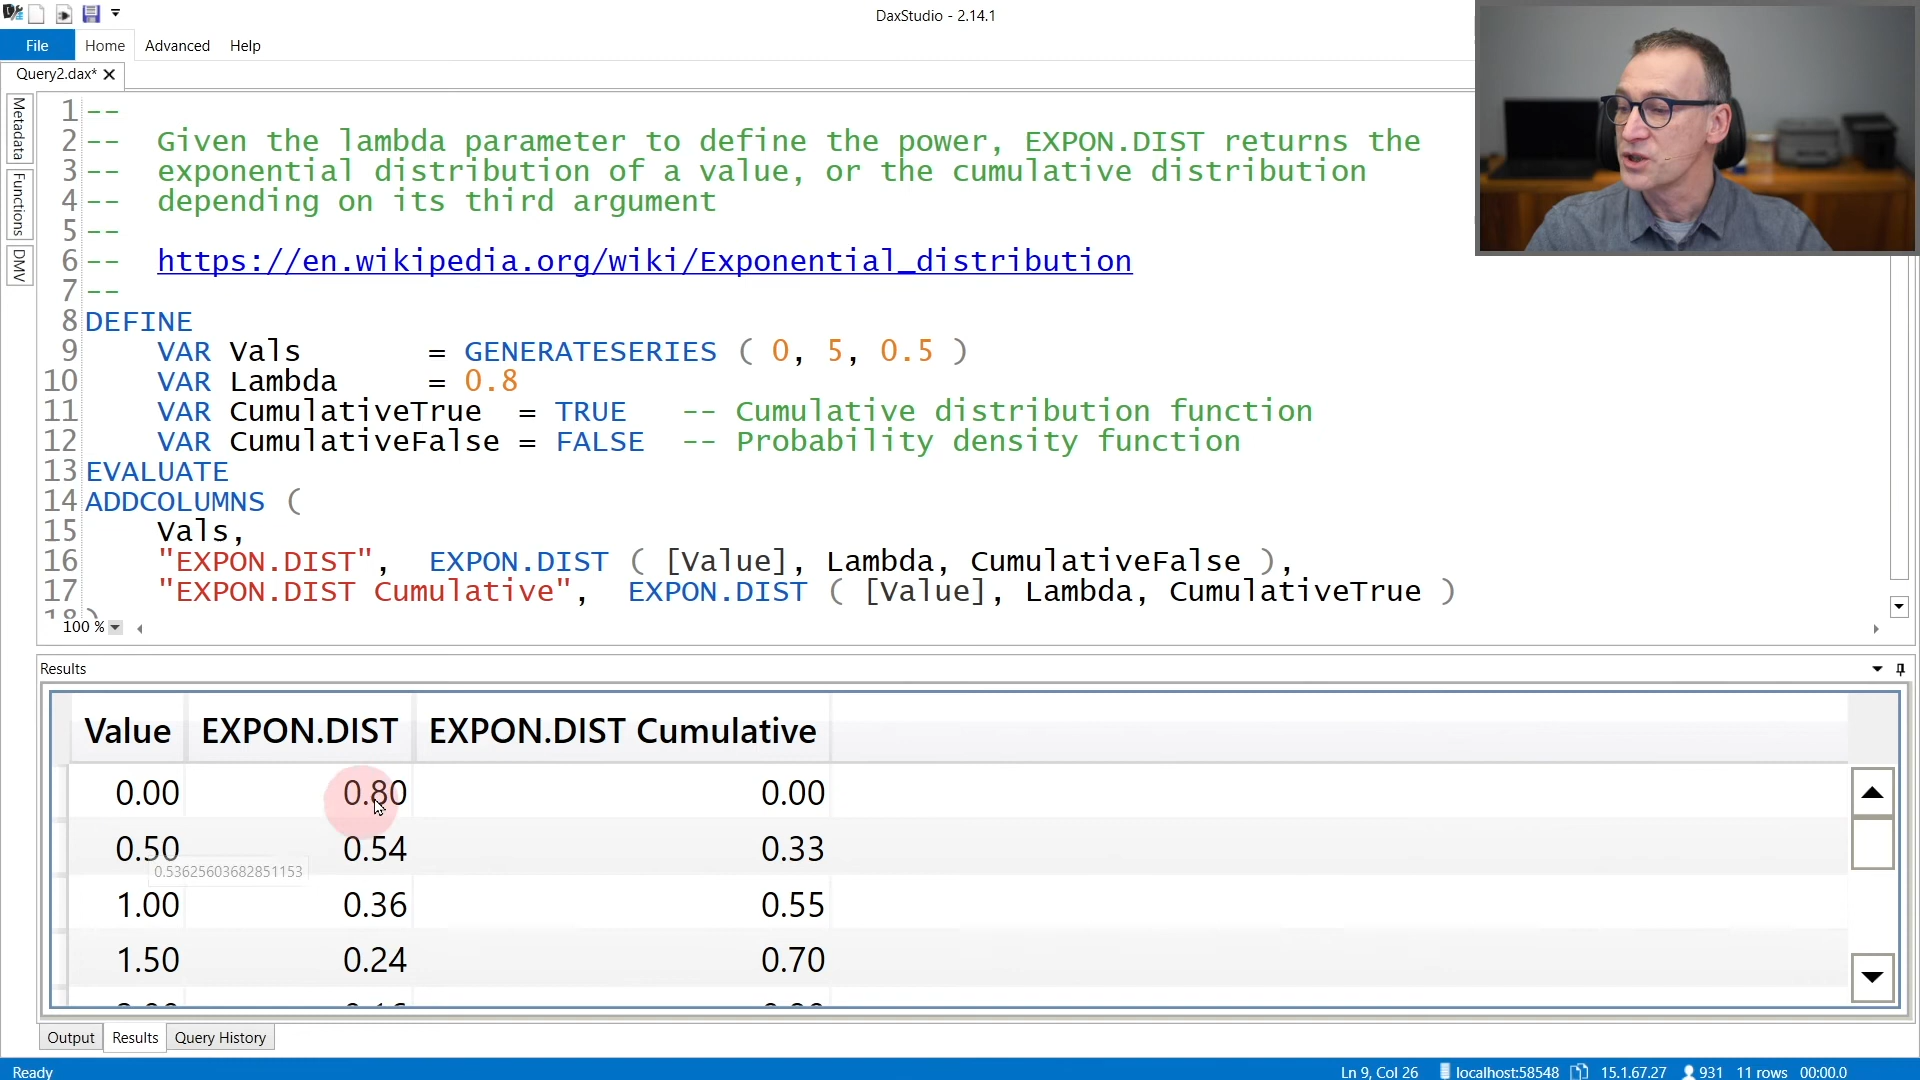 DaxStudio - 2.14.1
File Home Advanced Help
Query2.dax*
Metadata
Functions
DMV
1 --
2 -- Given the lambda parameter to define the power, EXPON.DIST returns the
3 -- exponential distribution of a value, or the cumulative distribution
4 -- depending on its third argument
5 --
6 -- https://en.wikipedia.org/wiki/Exponential_distribution
7 --
8 DEFINE
9 VAR Vals = GENERATESERIES ( 0, 5, 0.5 )
10 VAR Lambda = 0.8
11 VAR CumulativeTrue = TRUE -- Cumulative distribution function
12 VAR CumulativeFalse = FALSE -- Probability density function
13 EVALUATE
14 ADDCOLUMNS (
15 Vals,
16 "EXPON.DIST", EXPON.DIST ( [Value], Lambda, CumulativeFalse ),
17 "EXPON.DIST Cumulative", EXPON.DIST ( [Value], Lambda, CumulativeTrue )
18 )
100 %
Results
Value EXPON.DIST EXPON.DIST Cumulative
0.00 0.80 0.00
0.50 0.54 0.33
0.53625603682851153
1.00 0.36 0.55
1.50 0.24 0.70
Output Results Query History
Ready Ln 9, Col 26 localhost:58548 15.1.67.27 931 11 rows 00:00.0